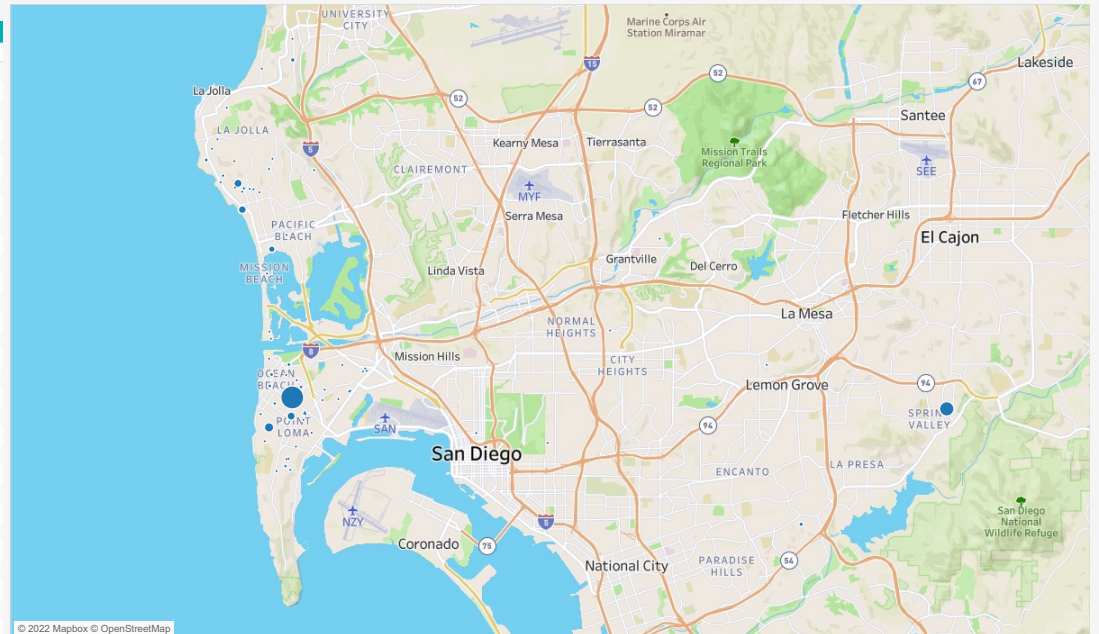 UNIVERSITY
CITY
Marine Corps Air
Station Miramar
15
Lakeside
52
67
La Jolla
52
52
Santee
LA JOLLA
5
Kearny Mesa
Tierrasanta
Mission Trails
Regional Park
CLAIREMONT
SEE
MYF
Serra Mesa
Fletcher Hills
PACIFIC
BEACH
El Cajon
Grantville
Del Cerro
MISSION
BEACH
Linda Vista
La Mesa
NORMAL
HEIGHTS
8
Mission Hills
CITY
HEIGHTS
OCEAN
BEACH
Lemon Grove
94
POINT
LOMA
SAN
94
SPRING
VALLEY
San Diego
ENCANTO
LA PRESA
NZY
5
San Diego
National
Wildlife Refuge
Coronado
75
National City
PARADISE
HILLS
54
© 2022 Mapbox © OpenStreetMap